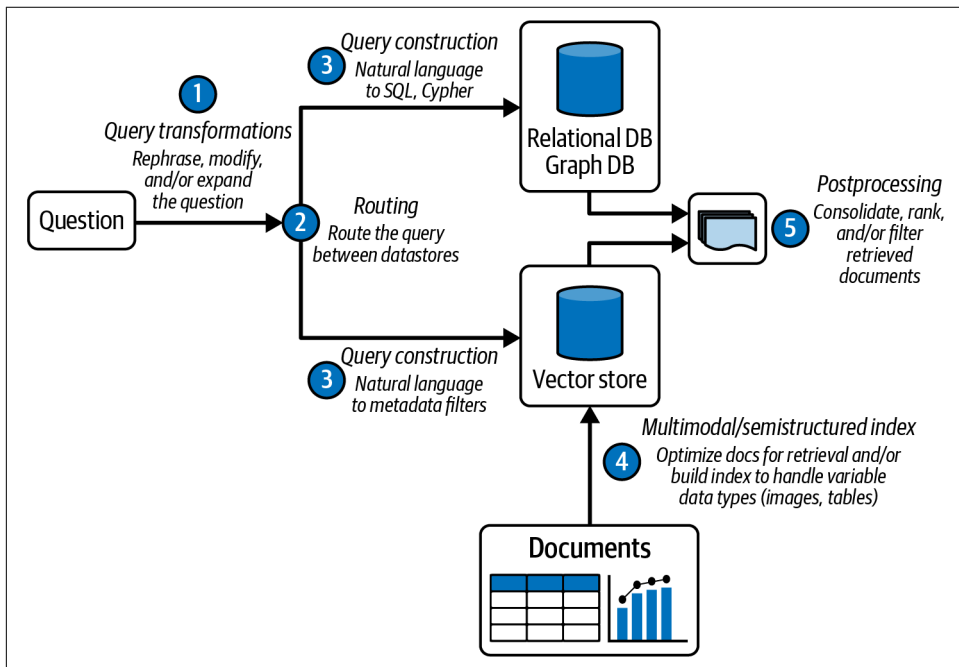 1
Query transformations
Rephrase, modify,
and/or expand
the question
Question
2
Routing
Route the query
between datastores
3
Query construction
Natural language
to SQL, Cypher
Relational DB
Graph DB
3
Query construction
Natural language
to metadata filters
Vector store
Postprocessing
5
Consolidate, rank,
and/or filter
retrieved
documents
Multimodal/semistructured index
4
Optimize docs for retrieval and/or
build index to handle variable
data types (images, tables)
Documents